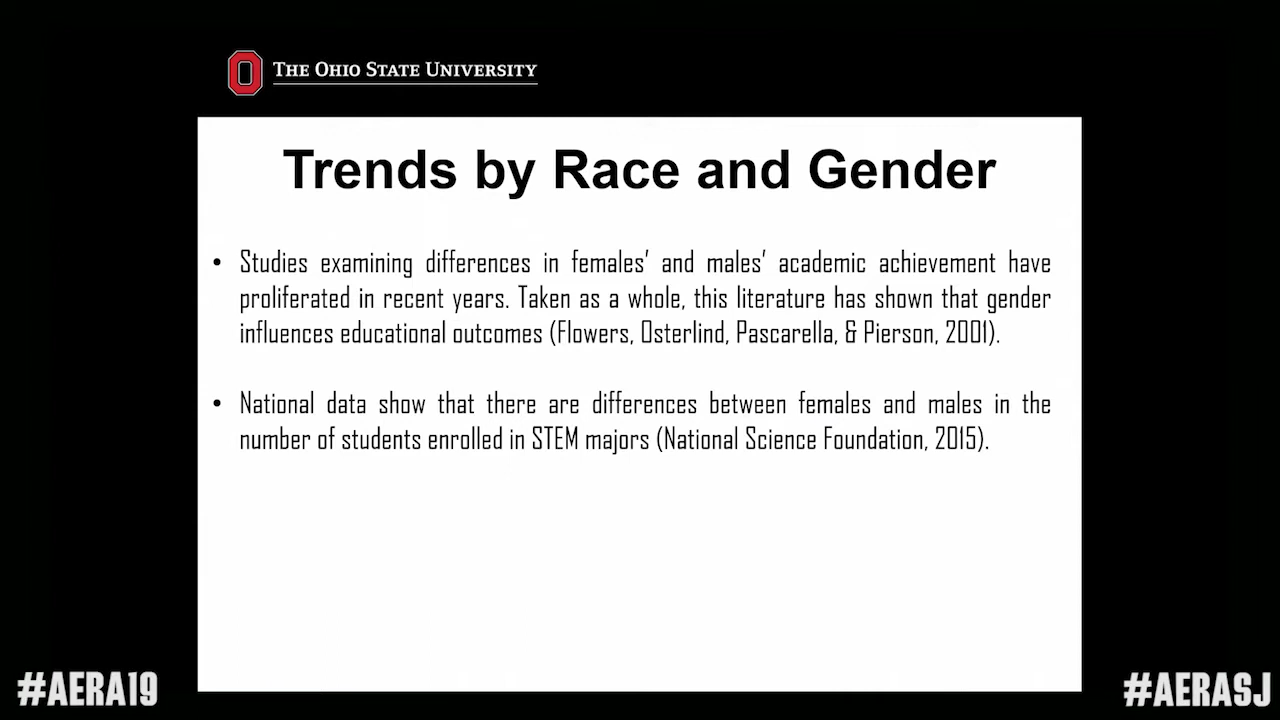 THE OHIO STATE UNIVERSITY
Trends by Race and Gender
• Studies examining differences in females’ and males’ academic achievement have
proliferated in recent years. Taken as a whole, this literature has shown that gender
influences educational outcomes (Flowers, Osterlind, Pascarella, & Pierson, 2001).
• National data show that there are differences between females and males in the
number of students enrolled in STEM majors (National Science Foundation, 2015).
#AERA19
#AERASJ